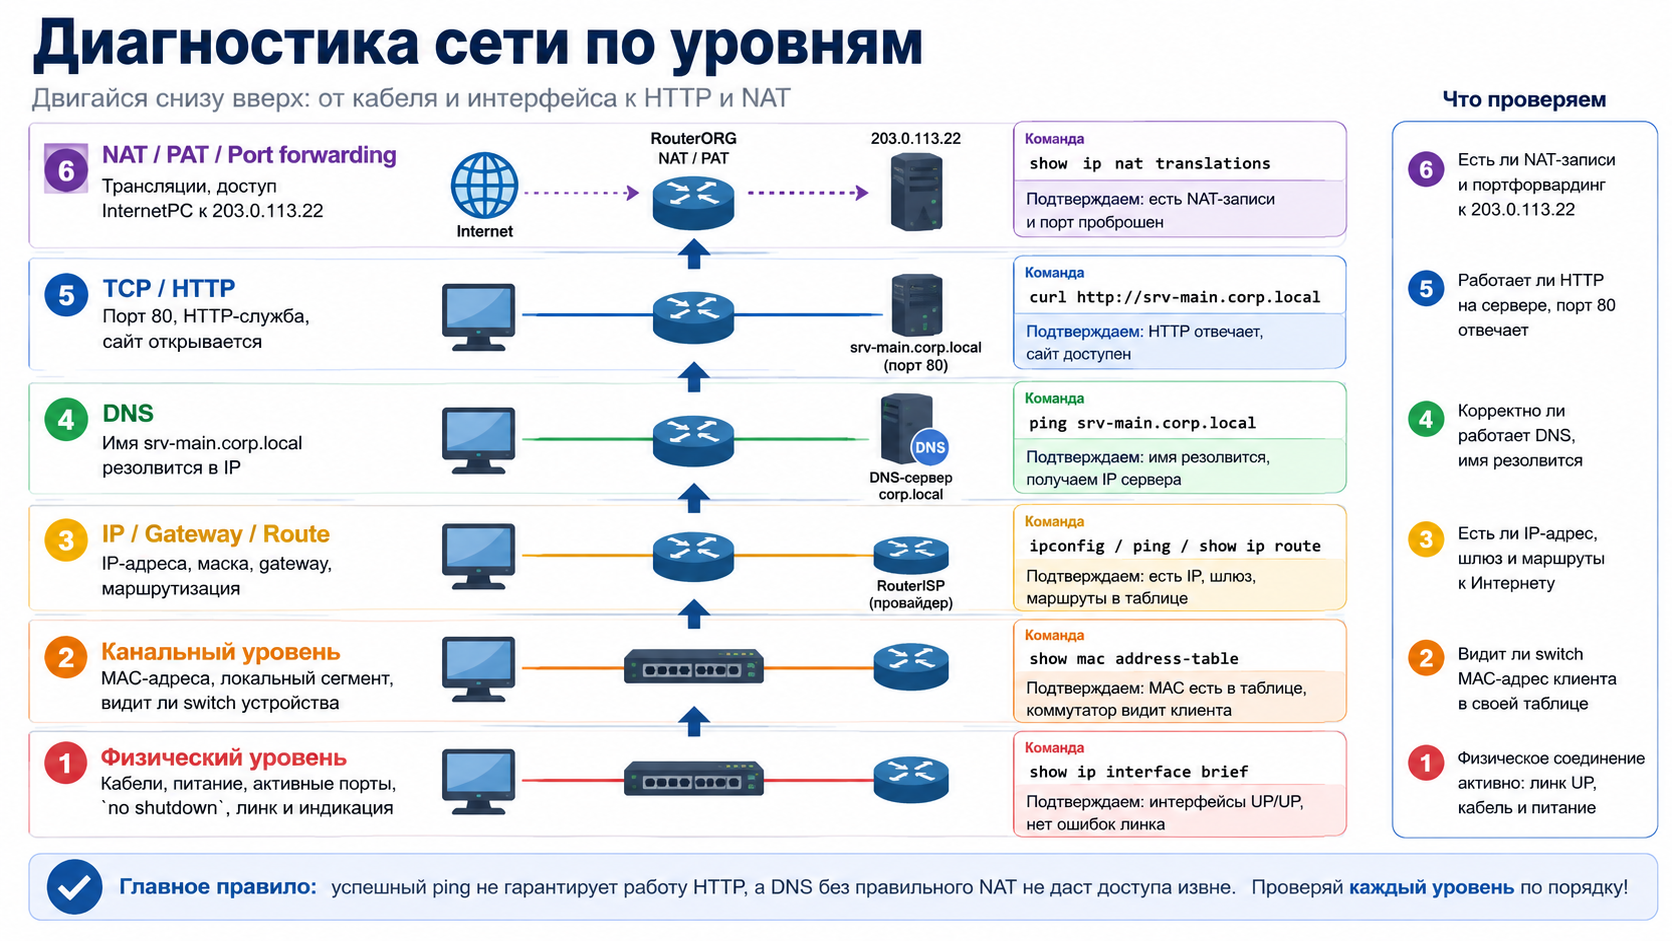 Диагностика сети по уровням
Двигайся снизу вверх: от кабеля и интерфейса к HTTP и NAT
6
NAT / PAT / Port forwarding
Трансляции, доступ
InternetPC к 203.0.113.22
Internet
RouterORG
NAT / PAT
203.0.113.22
Команда
show ip nat translations
Подтверждаем: есть NAT-записи
и порт проброшен
5
TCP / HTTP
Порт 80, HTTP-служба,
сайт открывается
srv-main.corp.local
(порт 80)
Команда
curl http://srv-main.corp.local
Подтверждаем: HTTP отвечает,
сайт доступен
4
DNS
Имя srv-main.corp.local
резолвится в IP
DNS
DNS-сервер
corp.local
Команда
ping srv-main.corp.local
Подтверждаем: имя резолвится,
получаем IP сервера
3
IP / Gateway / Route
IP-адреса, маска, gateway,
маршрутизация
RouterISP
(провайдер)
Команда
ipconfig / ping / show ip route
Подтверждаем: есть IP, шлюз,
маршруты в таблице
2
Канальный уровень
MAC-адреса, локальный сегмент,
видит ли switch устройства
Команда
show mac address-table
Подтверждаем: MAC есть в таблице,
коммутатор видит клиента
1
Физический уровень
Кабели, питание, активные порты,
`no shutdown`, линк и индикация
Команда
show ip interface brief
Подтверждаем: интерфейсы UP/UP,
нет ошибок линка
Что проверяем
6
Есть ли NAT-записи
и портфорвардинг
к 203.0.113.22
5
Работает ли HTTP
на сервере, порт 80
отвечает
4
Корректно ли
работает DNS,
имя резолвится
3
Есть ли IP-адрес,
шлюз и маршруты
к Интернету
2
Видит ли switch
MAC-адрес клиента
в своей таблице
1
Физическое соединение
активно: линк UP,
кабель и питание
Главное правило: успешный ping не гарантирует работу HTTP, а DNS без правильного NAT не даст доступа извне. Проверяй каждый уровень по порядку!